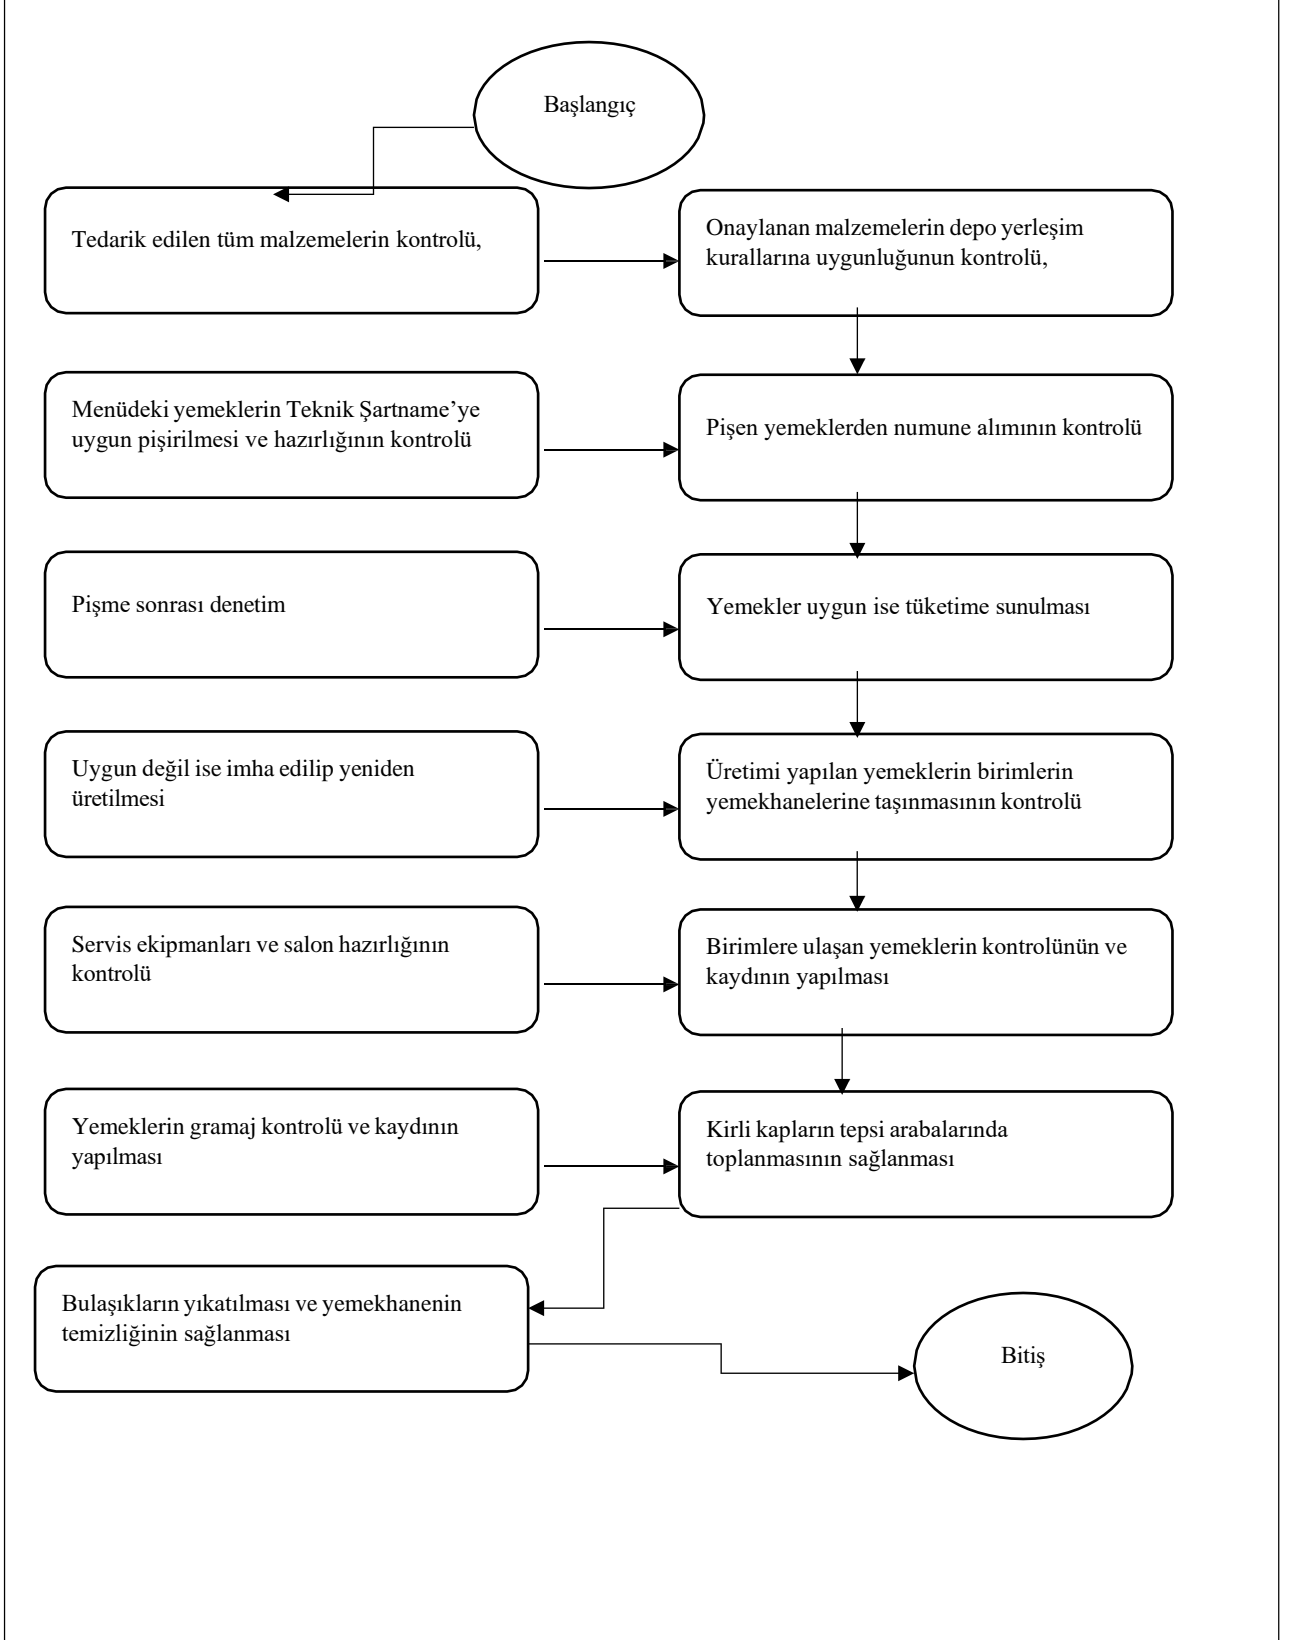 Başlangıç
Tedarik edilen tüm malzemelerin kontrolü,
Onaylanan malzemelerin depo yerleşim
kurallarına uygunluğunun kontrolü,
Menüdeki yemeklerin Teknik Şartname’ye
uygun pişirilmesi ve hazırlığının kontrolü
Pişen yemeklerden numune alımının kontrolü
Pişme sonrası denetim
Yemekler uygun ise tüketime sunulması
Uygun değil ise imha edilip yeniden
üretilmesi
Üretimi yapılan yemeklerin birimlerin
yemekhanelerine taşınmasının kontrolü
Servis ekipmanları ve salon hazırlığının
kontrolü
Birimlere ulaşan yemeklerin kontrolünün ve
kaydının yapılması
Yemeklerin gramaj kontrolü ve kaydının
yapılması
Kirli kapların tepsi arabalarında
toplanmasının sağlanması
Bulaşıkların yıkatılması ve yemekhanenin
temizliğinin sağlanması
Bitiş